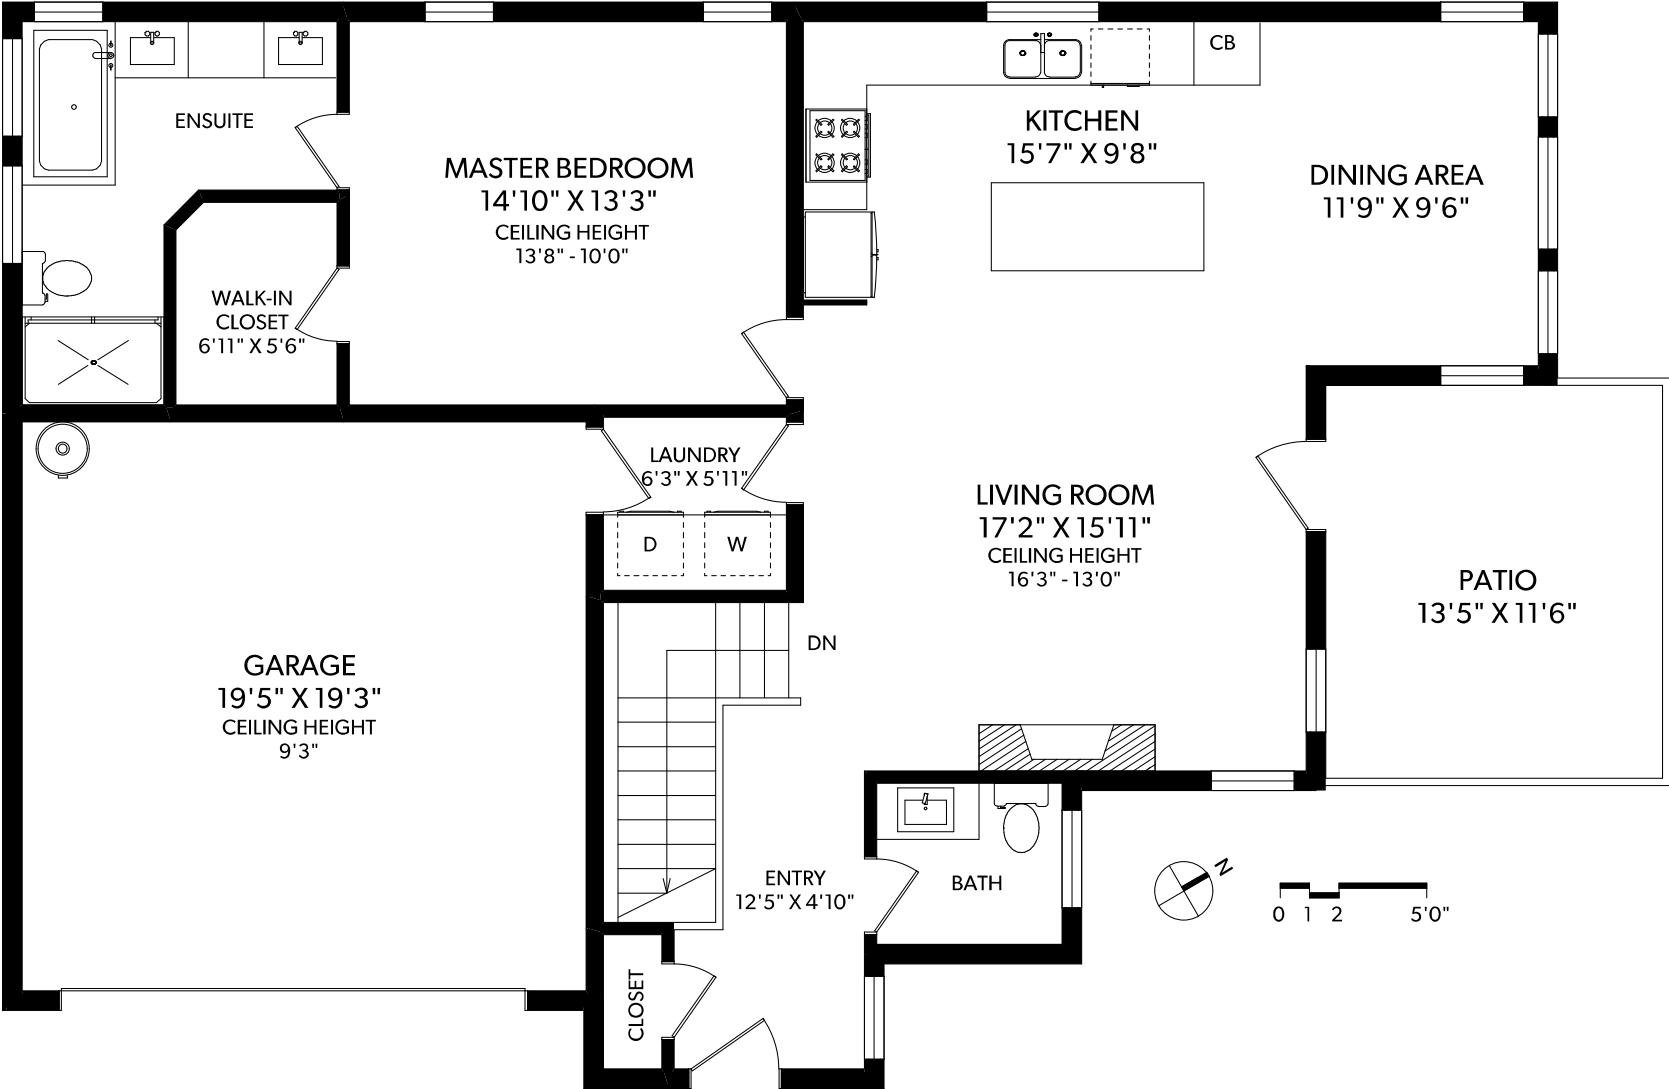 CB
ENSUITE
KITCHEN
15'7" X 9'8"
MASTER BEDROOM
14'10" X 13'3"
CEILING HEIGHT
13'8" - 10'0"
DINING AREA
11'9" X 9'6"
WALK-IN
CLOSET
6'11" X 5'6"
LAUNDRY
6'3" X 5'11"
D
W
LIVING ROOM
17'2" X 15'11"
CEILING HEIGHT
16'3" - 13'0"
PATIO
13'5" X 11'6"
DN
GARAGE
19'5" X 19'3"
CEILING HEIGHT
9'3"
ENTRY
12'5" X 4'10"
BATH
N
0 1 2 5'0"
CLOSET